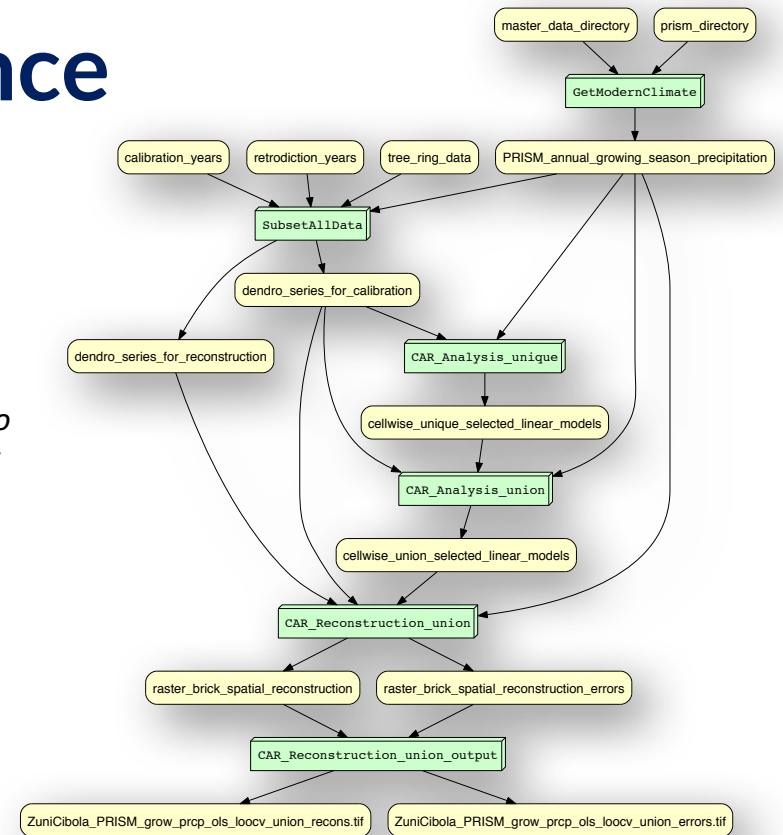 nce
master_data_directory
prism_directory
GetModernClimate
calibration_years
retrodiction_years
tree_ring_data
PRISM_annual_growing_season_precipitation
SubsetAllData
dendro_series_for_calibration
dendro_series_for_reconstruction
CAR_Analysis_unique
cellwise_unique_selected_linear_models
CAR_Analysis_union
cellwise_union_selected_linear_models
CAR_Reconstruction_union
raster_brick_spatial_reconstruction
raster_brick_spatial_reconstruction_errors
CAR_Reconstruction_union_output
ZuniCibola_PRISM_grow_prcp_ols_loocv_union_recons.tif
ZuniCibola_PRISM_grow_prcp_ols_loocv_union_errors.tif